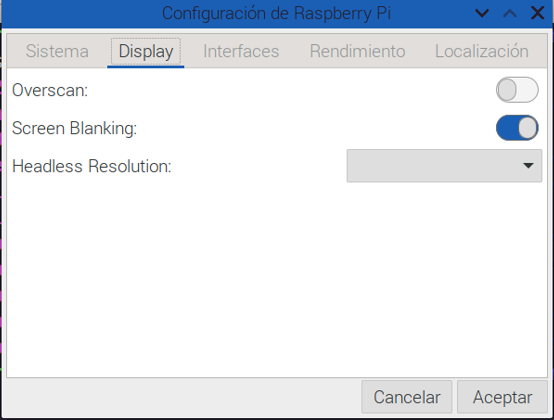 Configuración de Raspberry Pi
Sistema Display Interfaces Rendimiento Localización
Overscan:
Screen Blanking:
Headless Resolution:
Cancelar Aceptar